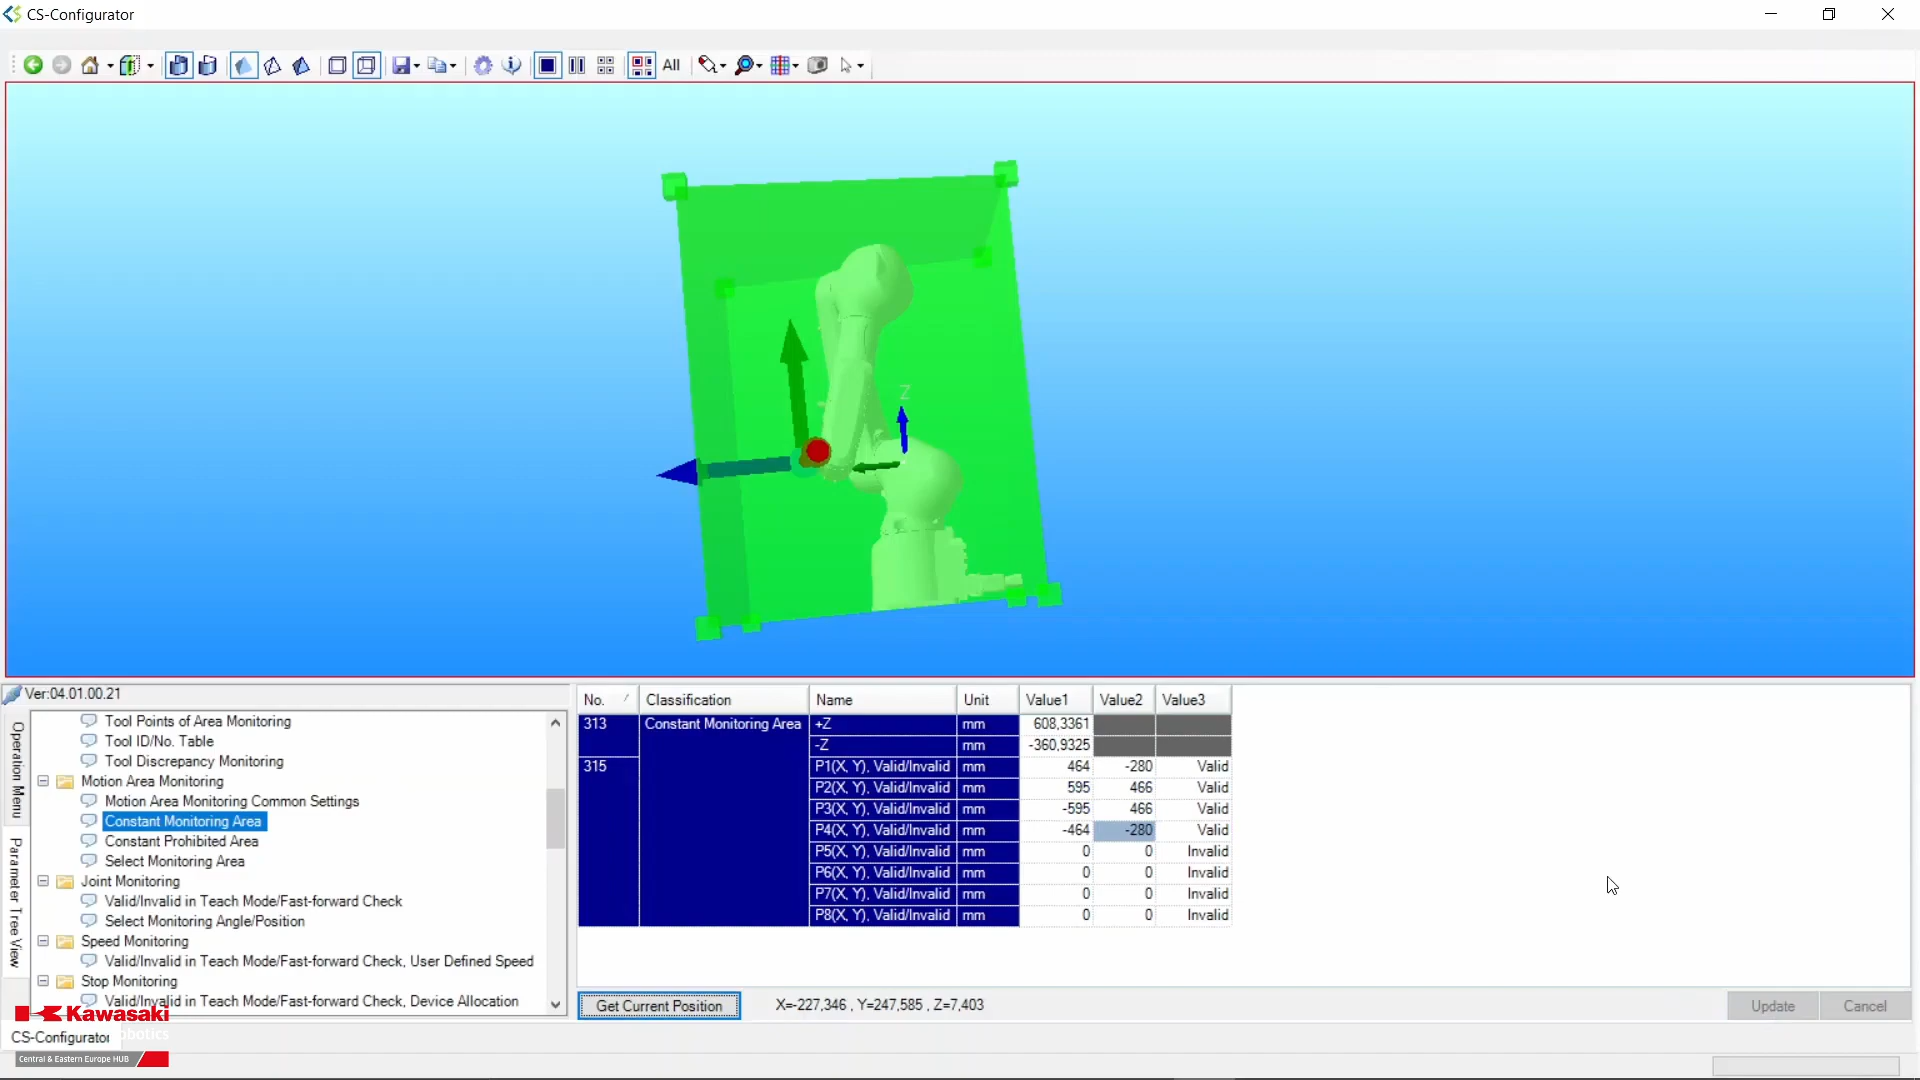 CS-Configurator
All
Z
Ver:04.01.00.21
Operation Menu
Parameter Tree View
Tool Points of Area Monitoring
Tool ID/No. Table
Tool Discrepancy Monitoring
Motion Area Monitoring
Motion Area Monitoring Common Settings
Constant Monitoring Area
Constant Prohibited Area
Select Monitoring Area
Joint Monitoring
Valid/Invalid in Teach Mode/Fast-forward Check
Select Monitoring Angle/Position
Speed Monitoring
Valid/Invalid in Teach Mode/Fast-forward Check, User Defined Speed
Stop Monitoring
Valid/Invalid in Teach Mode/Fast-forward Check, Device Allocation
No. Classification Name Unit Value1 Value2 Value3
313 Constant Monitoring Area +Z mm 608,3361
-Z mm -360,9325
315 P1(X, Y), Valid/Invalid mm 464 -280 Valid
P2(X, Y), Valid/Invalid mm 595 466 Valid
P3(X, Y), Valid/Invalid mm -595 466 Valid
P4(X, Y), Valid/Invalid mm -464 -280 Valid
P5(X, Y), Valid/Invalid mm 0 0 Invalid
P6(X, Y), Valid/Invalid mm 0 0 Invalid
P7(X, Y), Valid/Invalid mm 0 0 Invalid
P8(X, Y), Valid/Invalid mm 0 0 Invalid
Get Current Position X=-227,346 , Y=247,585 , Z=7,403 Update Cancel
Kawasaki
CS-Configurator
Central & Eastern Europe HUB